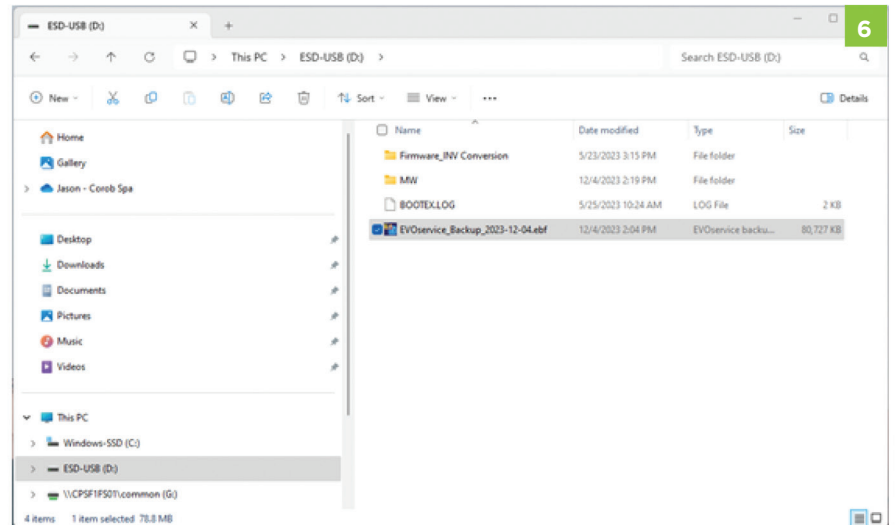 ESD-USB (D:)
6
This PC > ESD-USB (D:) >
Search ESD-USB (D:)
New
Sort
View
Details
Name Date modified Type Size
Home
Gallery
Jason - Corob Spa
Desktop
Downloads
Documents
Pictures
Music
Videos
This PC
Windows-SSD (C:)
ESD-USB (D:)
\\CPSF1FS01\common (G:)
Firmware_INV Conversion 5/23/2023 3:15 PM File folder
MW 12/4/2023 2:19 PM File folder
BOOTEX.LOG 5/25/2023 10:24 AM LOG File 2 KB
EVOservice_Backup_2023-12-04.ebf 12/4/2023 2:04 PM EVOservice backu... 80,727 KB
4 items 1 item selected 78.8 MB